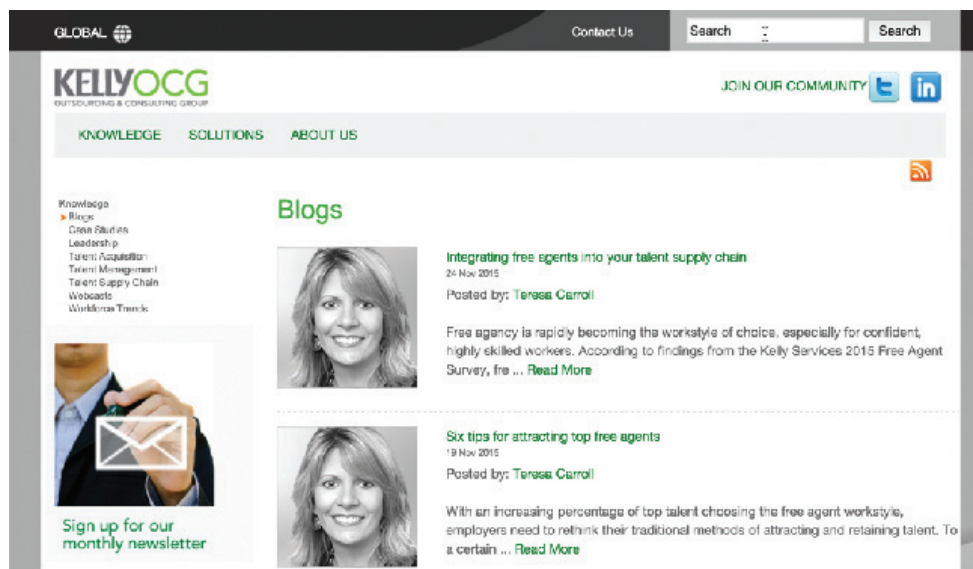 GLOBAL
Contact Us
Search
Search
KELLYOCG
OUTSOURCING & CONSULTING GROUP
JOIN OUR COMMUNITY
in
KNOWLEDGE SOLUTIONS ABOUT US
Knowledge
Blogs
Case Studies
Leadership
Talent Acquisition
Talent Management
Talent Supply Chain
Webcasts
Workforce Trends
Sign up for our
monthly newsletter
Blogs
Integrating free agents into your talent supply chain
24 Nov 2015
Posted by: Teresa Carroll
Free agency is rapidly becoming the workstyle of choice, especially for confident,
highly skilled workers. According to findings from the Kelly Services 2015 Free Agent
Survey, fre ... Read More
Six tips for attracting top free agents
19 Nov 2015
Posted by: Teresa Carroll
With an increasing percentage of top talent choosing the free agent workstyle,
employers need to rethink their traditional methods of attracting and retaining talent. To
a certain ... Read More